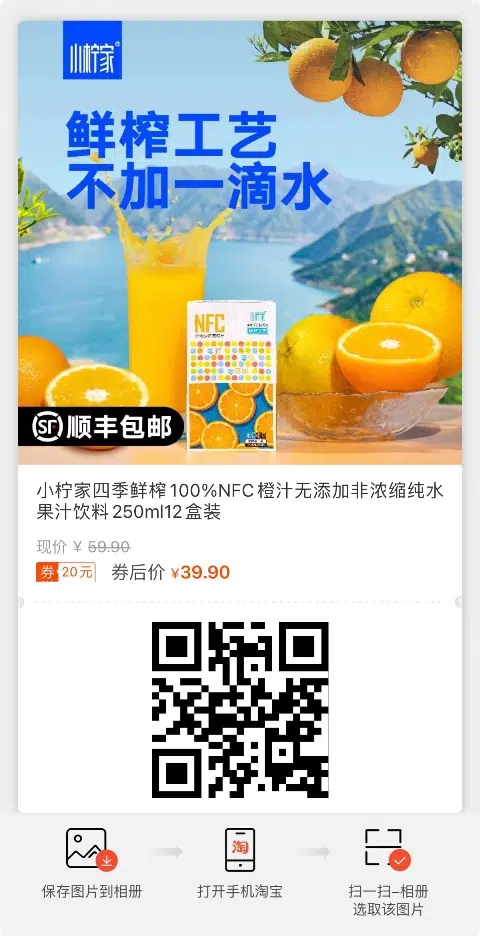 小柠家®
鲜榨工艺
不加一滴水
NFC
小柠家
SF 顺丰包邮
小柠家四季鲜榨100%NFC橙汁无添加非浓缩纯水
果汁饮料250ml12盒装
现价 ¥ 59.90
券 20元 券后价 ¥39.90
淘
保存图片到相册
打开手机淘宝
扫一扫-相册
选取该图片